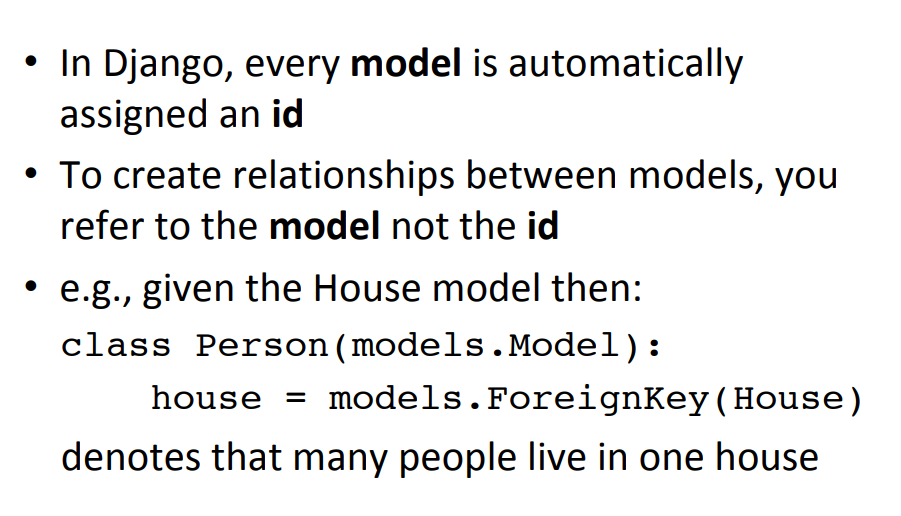 • In Django, every model is automatically
assigned an id
• To create relationships between models, you
refer to the model not the id
• e.g., given the House model then:
class Person(models.Model):
    house = models.ForeignKey(House)
denotes that many people live in one house